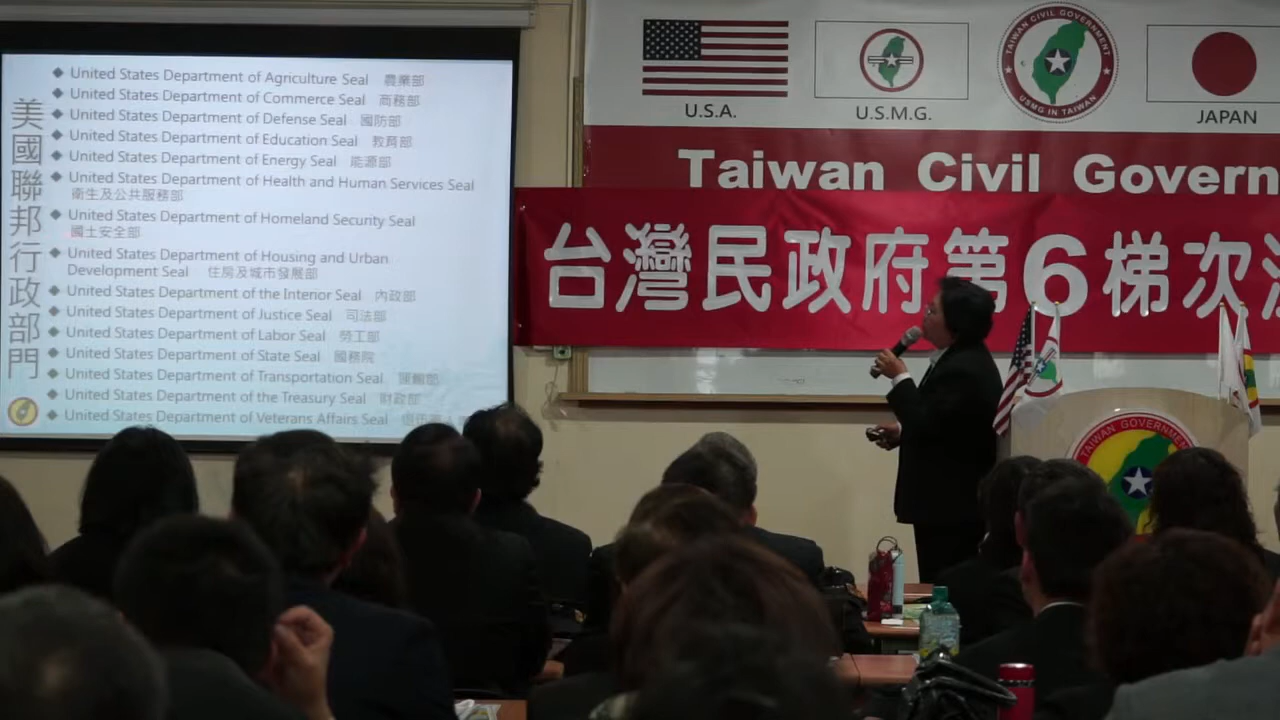 美國聯邦行政部門
United States Department of Agriculture Seal 農業部
United States Department of Commerce Seal 商務部
United States Department of Defense Seal 國防部
United States Department of Education Seal 教育部
United States Department of Energy Seal 能源部
United States Department of Health and Human Services Seal
衛生及公共服務部
United States Department of Homeland Security Seal
國土安全部
United States Department of Housing and Urban
Development Seal 住房及城市發展部
United States Department of the Interior Seal 內政部
United States Department of Justice Seal 司法部
United States Department of Labor Seal 勞工部
United States Department of State Seal 國務院
United States Department of Transportation Seal 運輸部
United States Department of the Treasury Seal 財政部
United States Department of Veterans Affairs Seal
TAIWAN CIVIL GOVERNMENT
USMG IN TAIWAN
U.S.A.
U.S.M.G.
JAPAN
Taiwan Civil Govern
台灣民政府第6梯次
TAIWAN GOVERNMENT